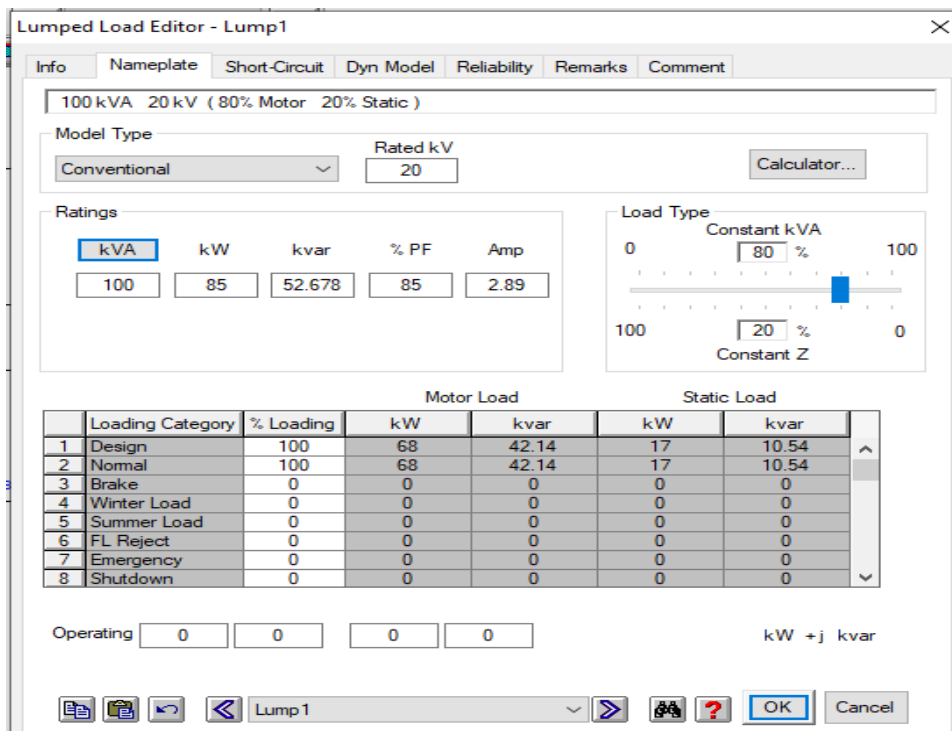 Lumped Load Editor - Lump1
Info Nameplate Short-Circuit Dyn Model Reliability Remarks Comment
100 kVA 20 kV ( 80% Motor 20% Static )
Model Type
Rated kV
Conventional 20 Calculator...
Ratings
Load Type
Constant kVA
kVA kW kvar % PF Amp
0 80 % 100
100 85 52.678 85 2.89
100 20 % 0
Constant Z
Motor Load Static Load
Loading Category % Loading kW kvar kW kvar
1 Design 100 68 42.14 17 10.54
2 Normal 100 68 42.14 17 10.54
3 Brake 0 0 0 0 0
4 Winter Load 0 0 0 0 0
5 Summer Load 0 0 0 0 0
6 FL Reject 0 0 0 0 0
7 Emergency 0 0 0 0 0
8 Shutdown 0 0 0 0 0
Operating 0 0 0 0 kW +j kvar
Lump1 ? OK Cancel